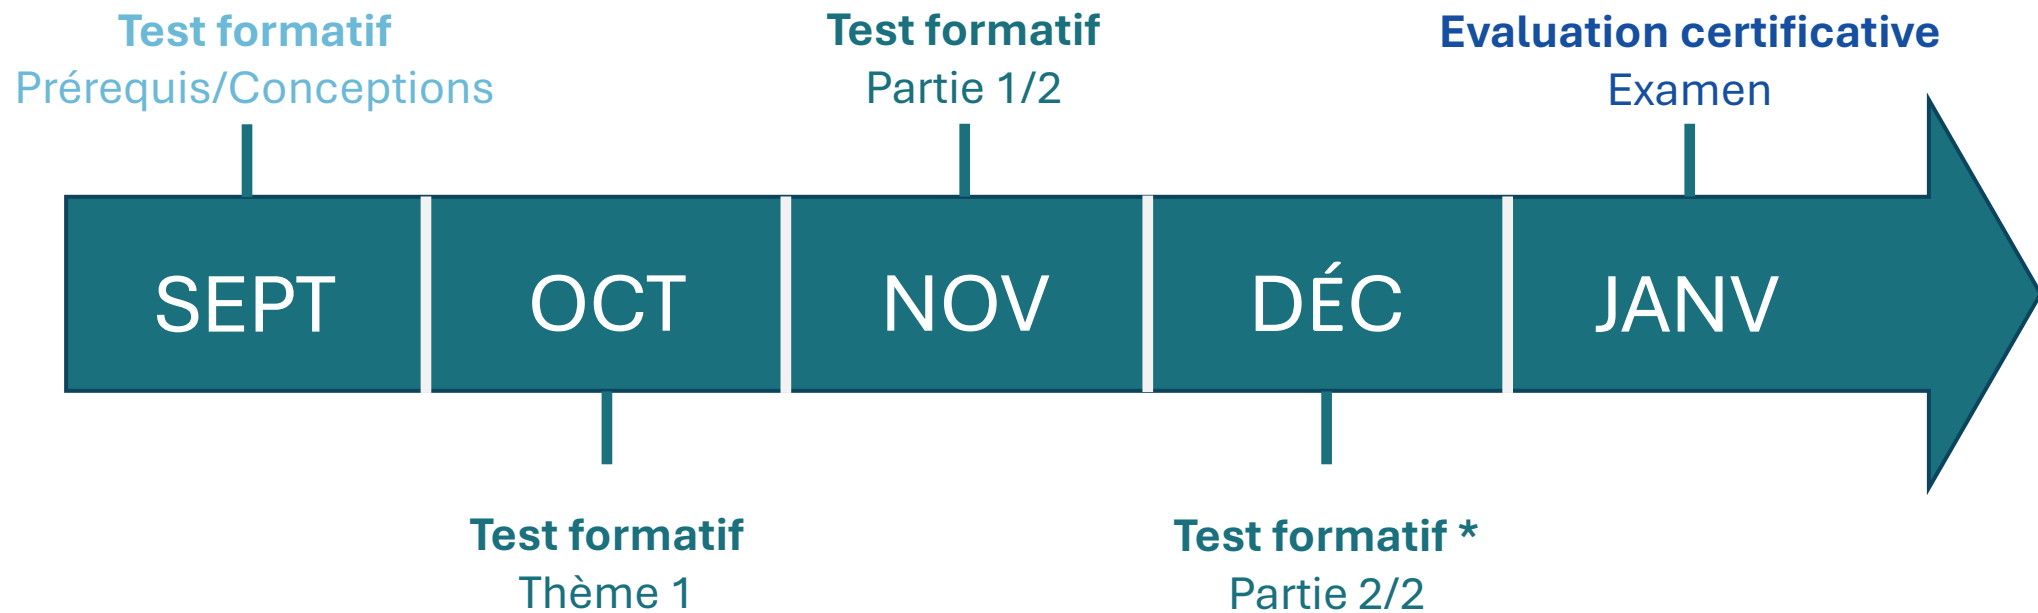 Test formatif
Prérequis/Conceptions
Test formatif
Partie 1/2
Evaluation certificative
Examen
SEPT
OCT
NOV
DÉC
JANV
Test formatif
Thème 1
Test formatif *
Partie 2/2